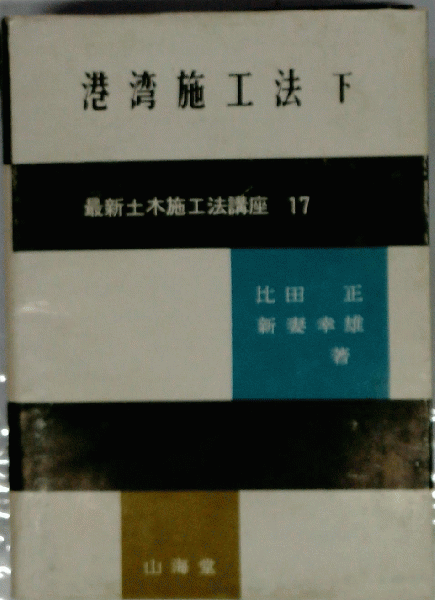 港湾施工法 下
最新土木施工法講座 17
比田 正
新妻幸雄
著
山海堂